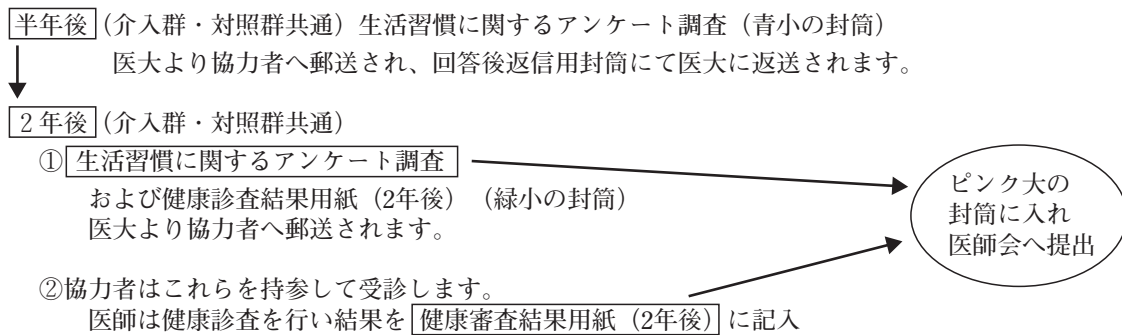 半年後（介入群・対照群共通）生活習慣に関するアンケート調査（青小の封筒）
医大より協力者へ郵送され、回答後返信用封筒にて医大に返送されます。
２年後（介入群・対照群共通）
①生活習慣に関するアンケート調査
および健康診査結果用紙（2年後）（緑小の封筒）
医大より協力者へ郵送されます。
ピンク大の
封筒に入れ
医師会へ提出
②協力者はこれらを持参して受診します。
医師は健康診査を行い結果を健康審査結果用紙（2年後）に記入